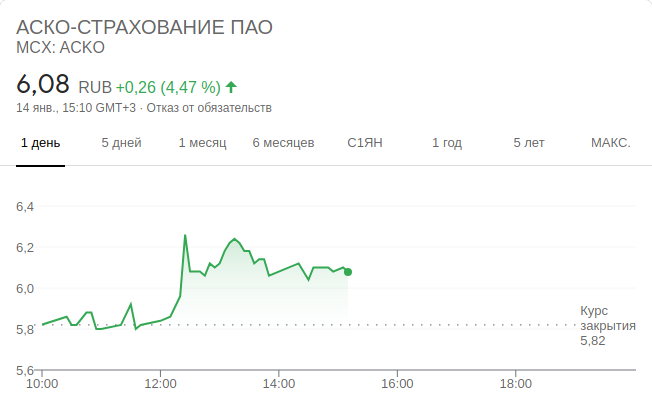 АСКО-СТРАХОВАНИЕ ПАО
MCX: ACKO
6,08 RUB +0,26 (4,47 %) ↑
14 янв., 15:10 GMT+3 · Отказ от обязательств
1 день 5 дней 1 месяц 6 месяцев С1ЯН 1 год 5 лет МАКС.
6,4
6,2
6,0
5,8
5,6
Курс
закрытия
5,82
10:00 12:00 14:00 16:00 18:00